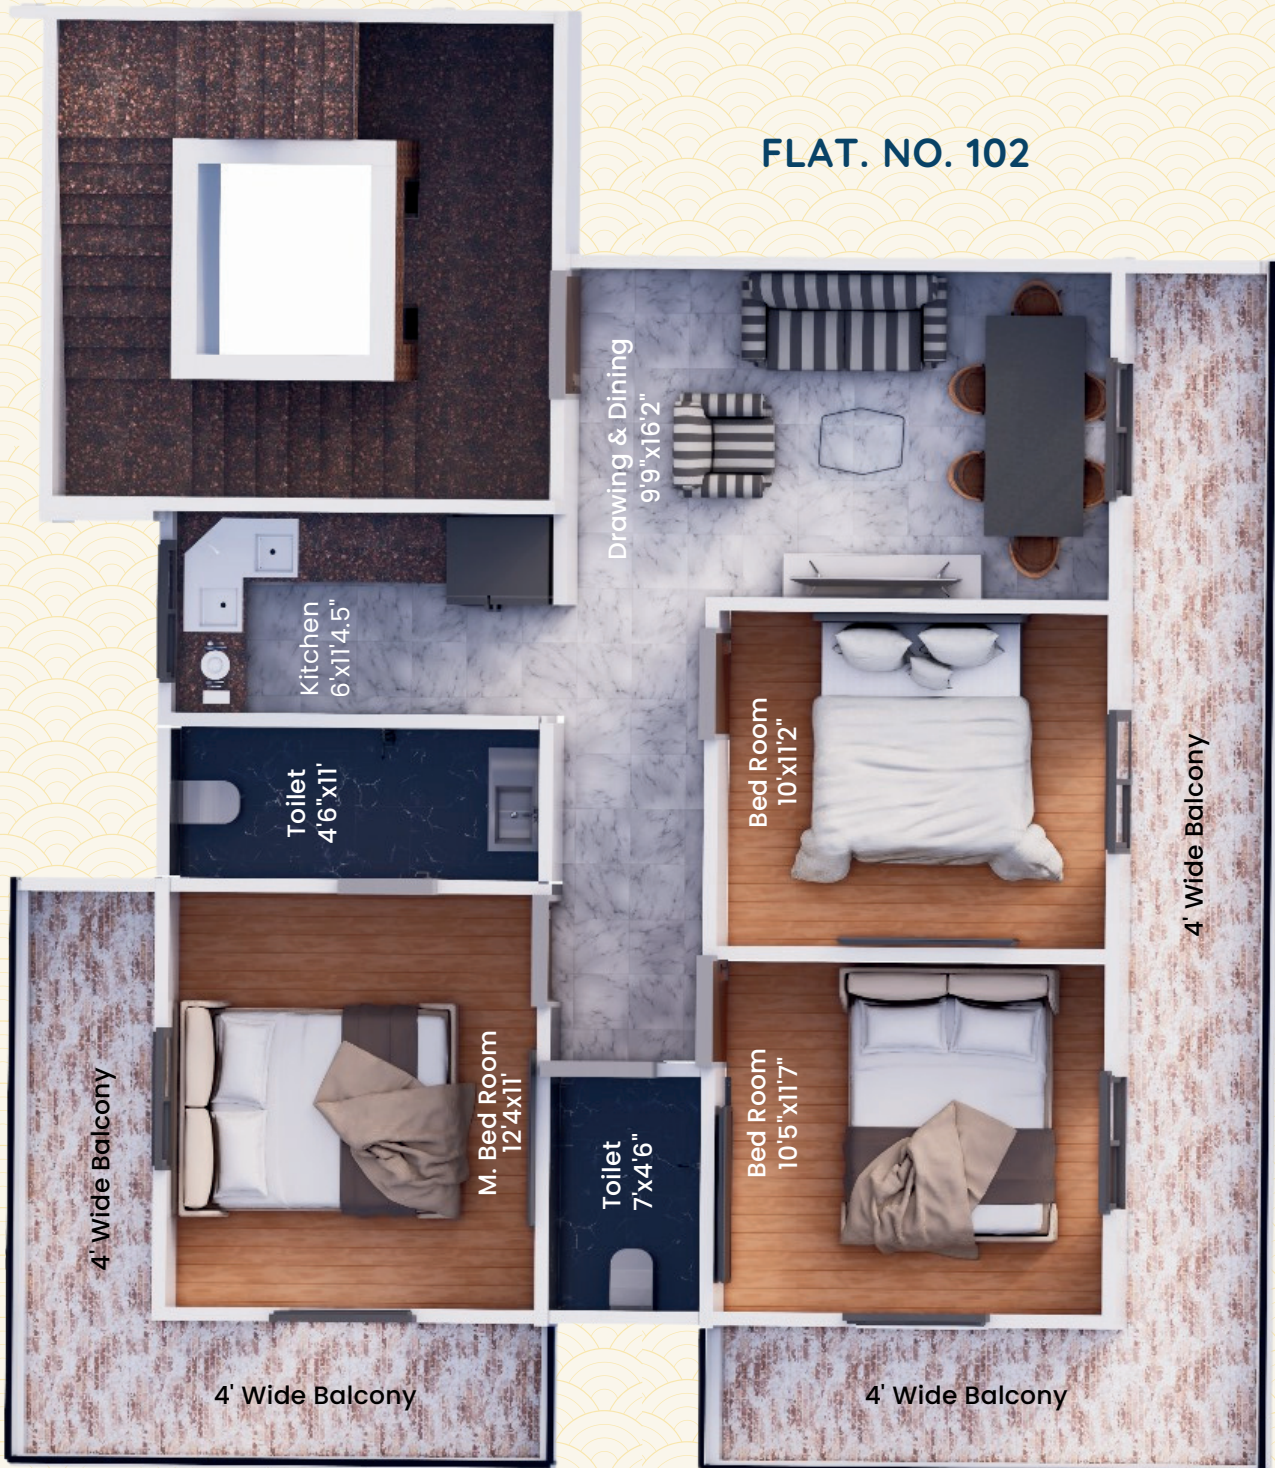 FLAT. NO. 102
Drawing & Dining
9'9"x16'2"
Kitchen
6'x11'4.5"
Toilet
4'6"x11'
Bed Room
10'x11'2"
4' Wide Balcony
M. Bed Room
12'4x11'
Toilet
7'x4'6"
Bed Room
10'5"x11'7"
4' Wide Balcony
4' Wide Balcony
4' Wide Balcony